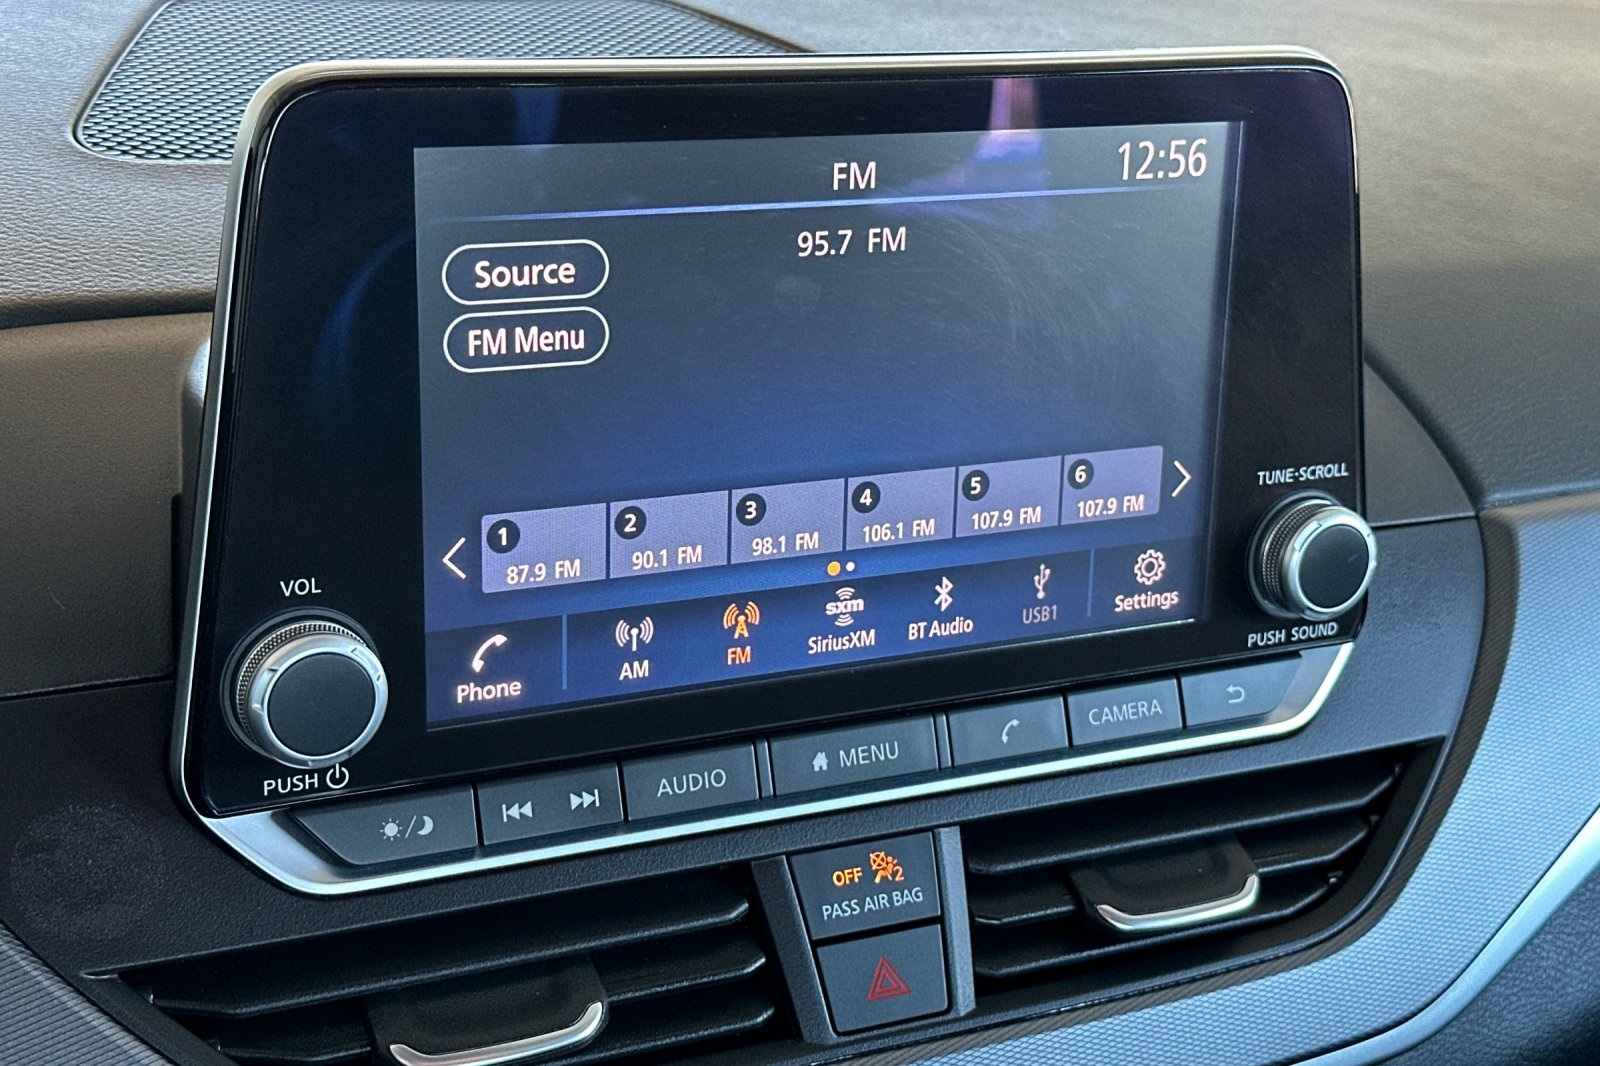 FM
12:56
95.7 FM
Source
FM Menu
1
87.9 FM
2
90.1 FM
3
98.1 FM
4
106.1 FM
5
107.9 FM
6
107.9 FM
Phone
AM
FM
sxm
SiriusXM
BT Audio
USB1
Settings
VOL
PUSH
TUNE·SCROLL
PUSH SOUND
AUDIO
MENU
CAMERA
OFF 2
PASS AIR BAG